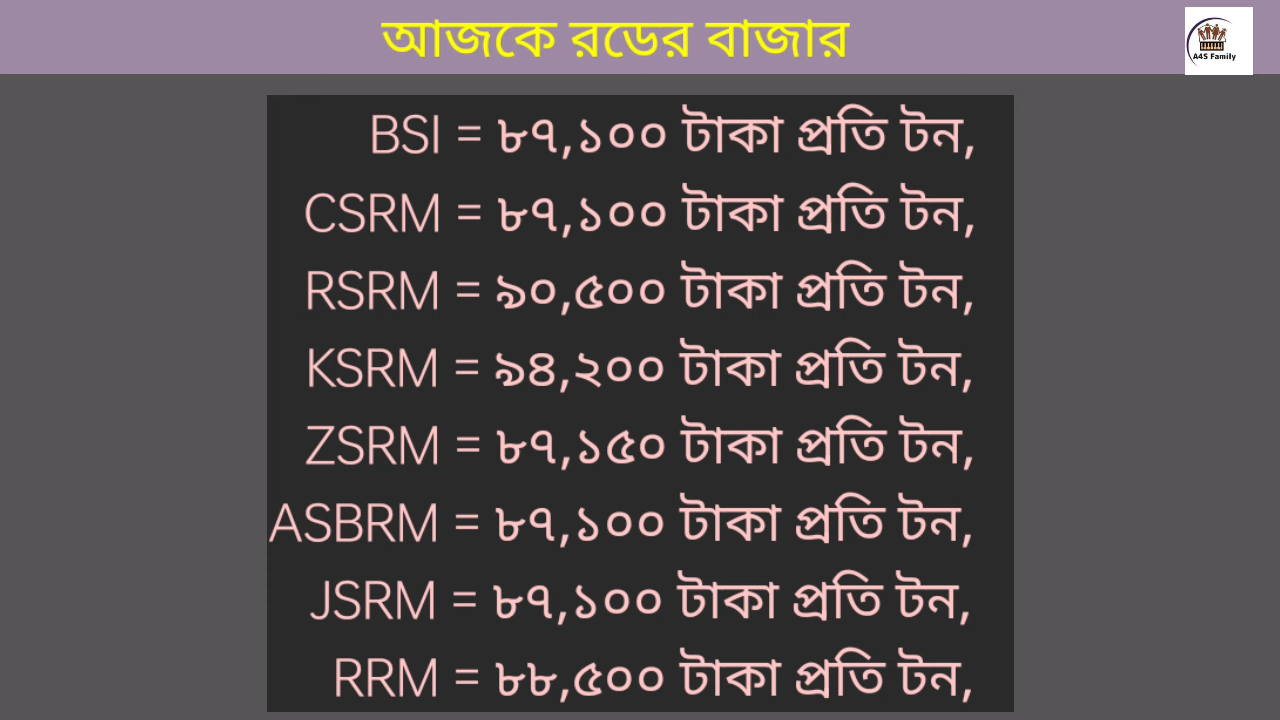 আজকে রডের বাজার
A4S Family
BSI = ৮৭,১০০ টাকা প্রতি টন,
CSRM = ৮৭,১০০ টাকা প্রতি টন,
RSRM = ৯০,৫০০ টাকা প্রতি টন,
KSRM = ৯৪,২০০ টাকা প্রতি টন,
ZSRM = ৮৭,১৫০ টাকা প্রতি টন,
ASBRM = ৮৭,১০০ টাকা প্রতি টন,
JSRM = ৮৭,১০০ টাকা প্রতি টন,
RRM = ৮৮,৫০০ টাকা প্রতি টন,